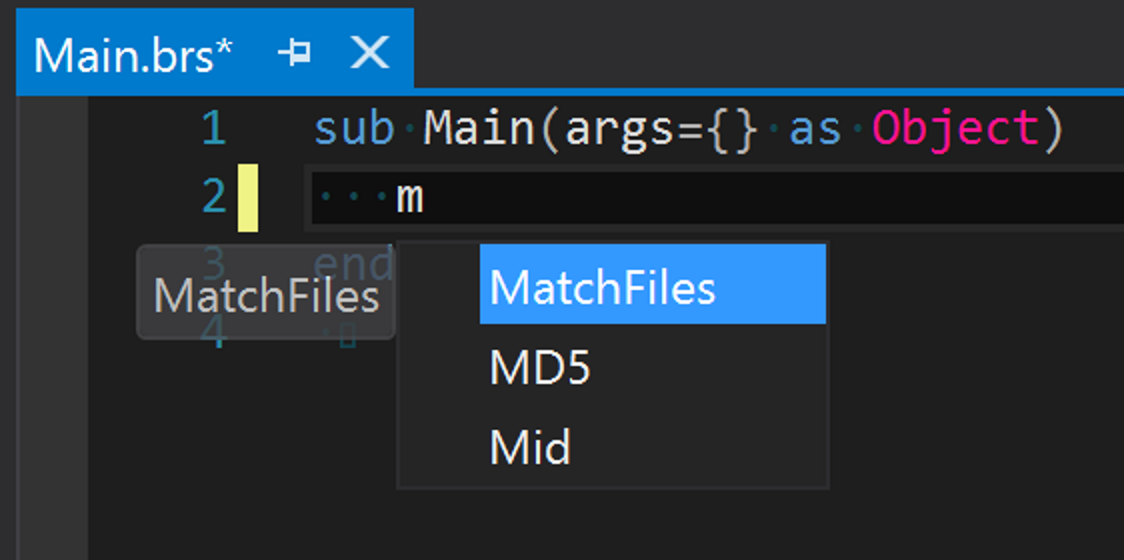 Main.brs*
1 sub Main(args={} as Object)
2 m
3 end
MatchFiles
4
MatchFiles
MD5
Mid